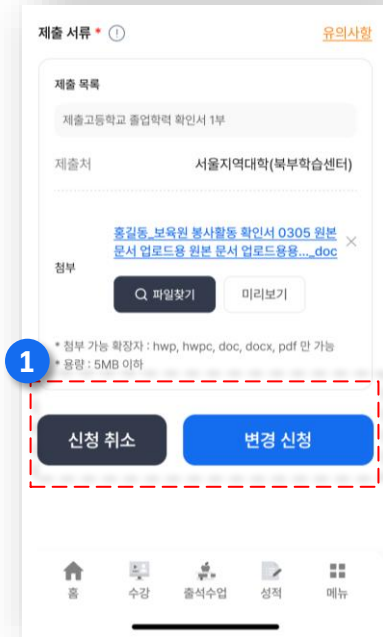 제출 서류 * !
유의사항
제출 목록
제출고등학교 졸업학력 확인서 1부
제출처
서울지역대학(북부학습센터)
첨부
홍길동_보육원 봉사활동 확인서 0305 원본
문서 업로드용 원본 문서 업로드용용..._doc
파일찾기
미리보기
* 첨부 가능 확장자 : hwp, hwpc, doc, docx, pdf 만 가능
* 용량 : 5MB 이하
1
신청 취소
변경 신청
홈
수강
출석수업
성적
메뉴